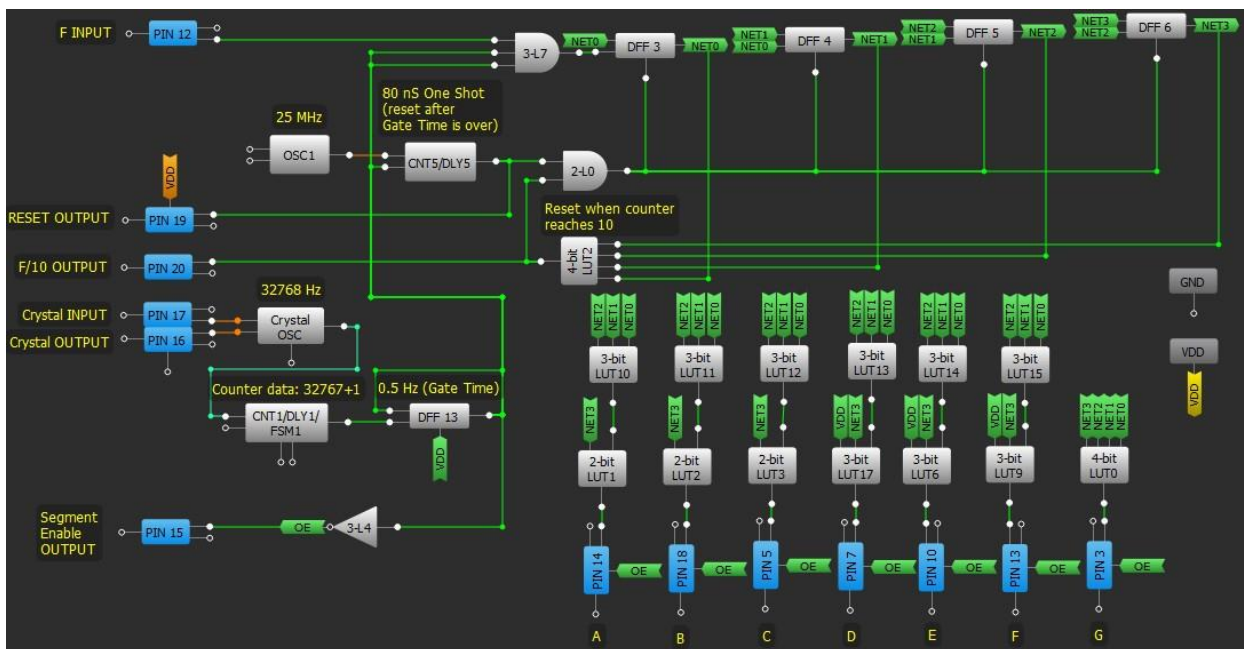 F INPUT
PIN 12
3-L7
NET0
DFF 3
NET0
NET1
NET0
DFF 4
NET1
NET2
NET1
DFF 5
NET2
NET3
NET2
DFF 6
NET3
80 nS One Shot
(reset after
Gate Time is over)
25 MHz
OSC1
CNT5/DLY5
2-L0
VDD
RESET OUTPUT
PIN 19
Reset when counter
reaches 10
4-bit
LUT2
F/10 OUTPUT
PIN 20
32768 Hz
Crystal INPUT
PIN 17
Crystal OUTPUT
PIN 16
Crystal
OSC
Counter data: 32767+1
0.5 Hz (Gate Time)
CNT1/DLY1/
FSM1
DFF 13
VDD
Segment
Enable
OUTPUT
PIN 15
OE
3-L4
GND
VDD
VDD
NET2
NET1
NET0
3-bit
LUT10
NET3
2-bit
LUT1
PIN 14
OE
A
NET2
NET1
NET0
3-bit
LUT11
NET3
2-bit
LUT2
PIN 18
OE
B
NET2
NET1
NET0
3-bit
LUT12
NET3
2-bit
LUT3
PIN 5
OE
C
NET2
NET1
NET0
3-bit
LUT13
VDD
NET3
3-bit
LUT17
PIN 7
OE
D
NET2
NET1
NET0
3-bit
LUT14
VDD
NET3
3-bit
LUT6
PIN 10
OE
E
NET2
NET1
NET0
3-bit
LUT15
VDD
NET3
3-bit
LUT9
PIN 13
OE
F
NET3
NET2
NET1
NET0
4-bit
LUT0
PIN 3
OE
G